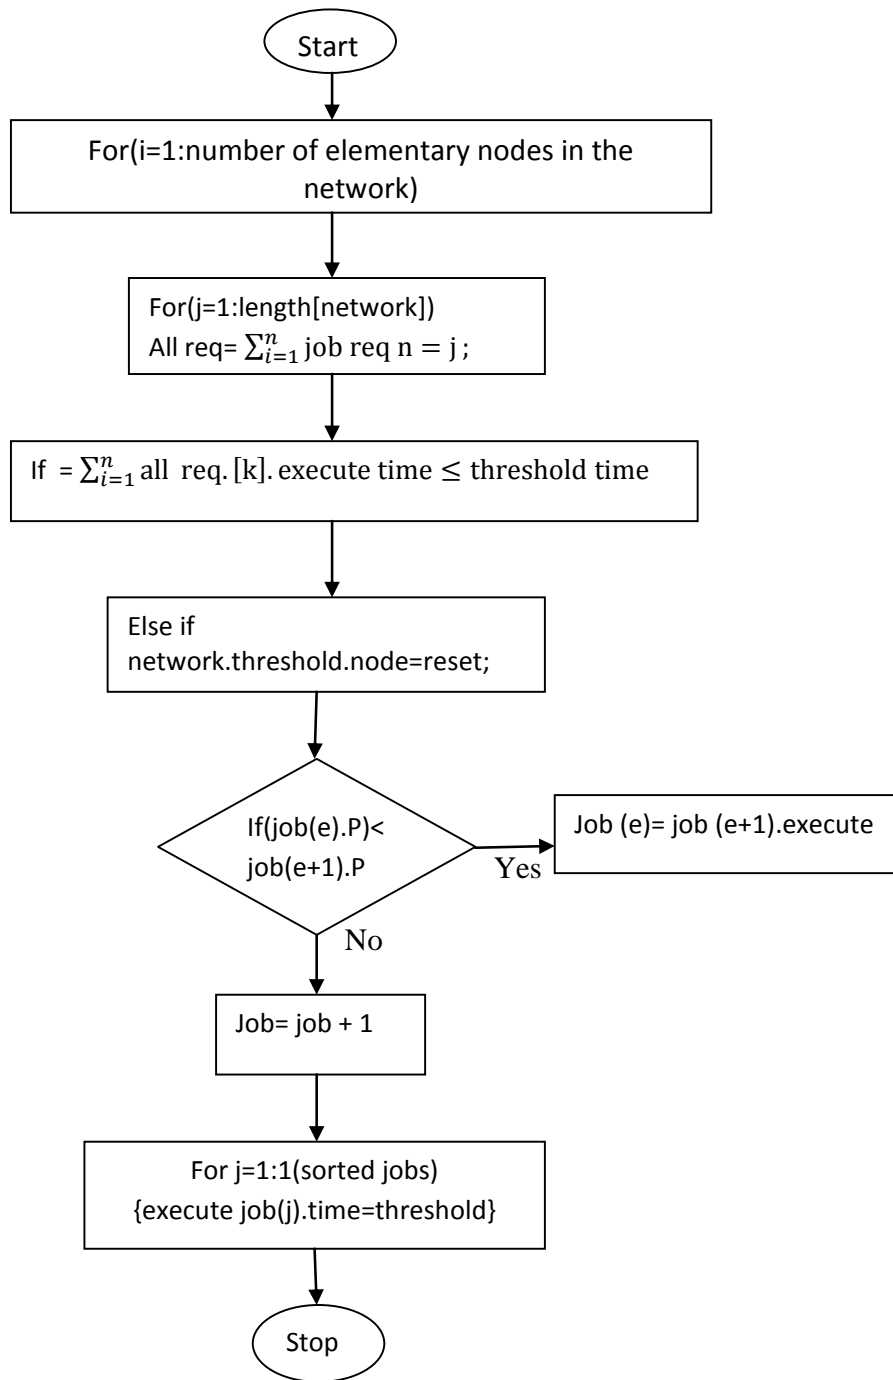 Start
For(i=1:number of elementary nodes in the
network)
For(j=1:length[network])
All req= ∑ⁿᵢ₌₁ job req n = j ;
If = ∑ⁿᵢ₌₁ all req. [k]. execute time ≤ threshold time
Else if
network.threshold.node=reset;
If(job(e).P)<
job(e+1).P
Yes
Job (e)= job (e+1).execute
No
Job= job + 1
For j=1:1(sorted jobs)
{execute job(j).time=threshold}
Stop